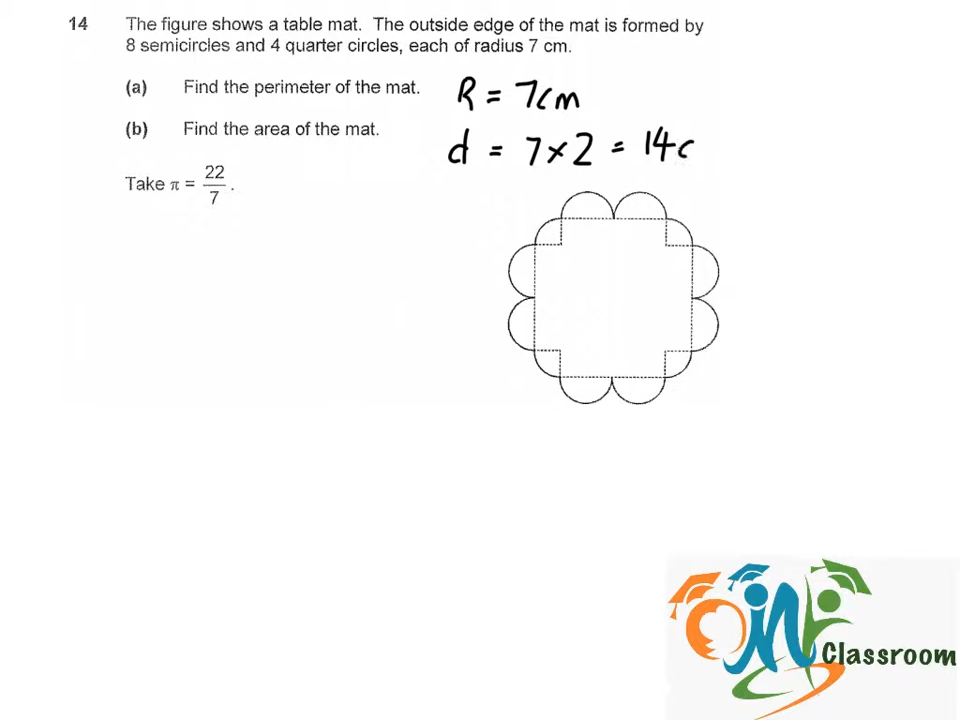 14 The figure shows a table mat. The outside edge of the mat is formed by
8 semicircles and 4 quarter circles, each of radius 7 cm.
(a) Find the perimeter of the mat.
R = 7cm
(b) Find the area of the mat.
d = 7 × 2 = 14c
Take π = 22/7 .
Classroom